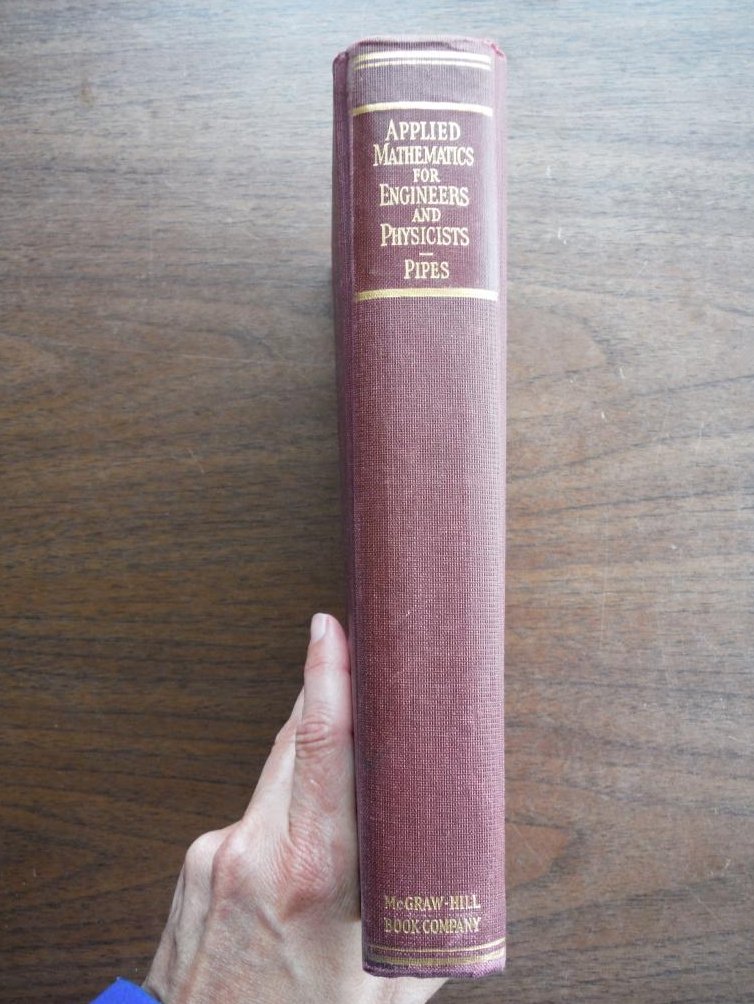 APPLIED
MATHEMATICS
FOR
ENGINEERS
AND
PHYSICISTS
—
PIPES
McGRAW-HILL
BOOK COMPANY